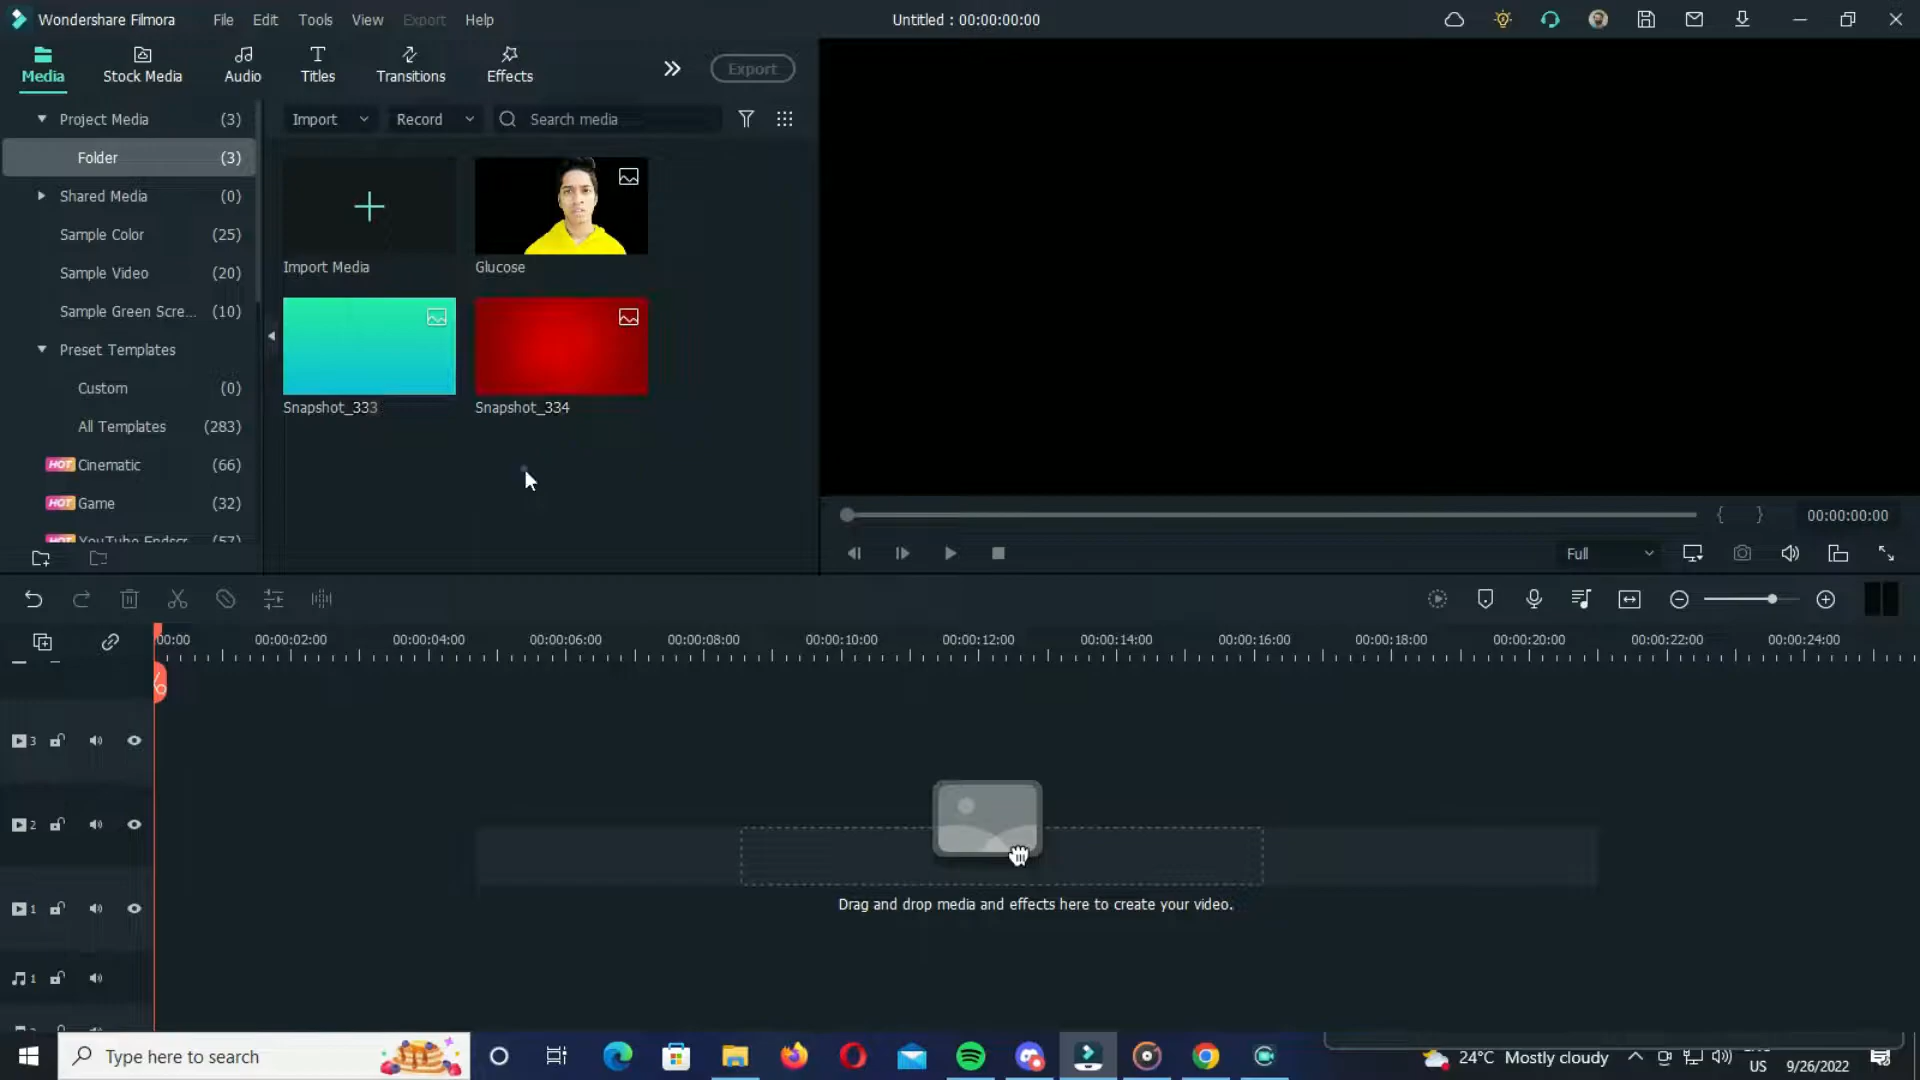 Wondershare Filmora File Edit Tools View Export Help Untitled : 00:00:00:00
Media Stock Media Audio Titles Transitions Effects Export
Project Media (3)
Folder (3)
Shared Media (0)
Sample Color (25)
Sample Video (20)
Sample Green Scre... (10)
Preset Templates
Custom (0)
All Templates (283)
HOT Cinematic (66)
HOT Game (32)
HOT YouTube Endscr (57)
Import Record Search media
Import Media Glucose
Snapshot_333 Snapshot_334
{ } 00:00:00:00
Full
00:00 00:00:02:00 00:00:04:00 00:00:06:00 00:00:08:00 00:00:10:00 00:00:12:00 00:00:14:00 00:00:16:00 00:00:18:00 00:00:20:00 00:00:22:00 00:00:24:00
3
2
1
Drag and drop media and effects here to create your video.
1
Type here to search 24°C Mostly cloudy US 9/26/2022